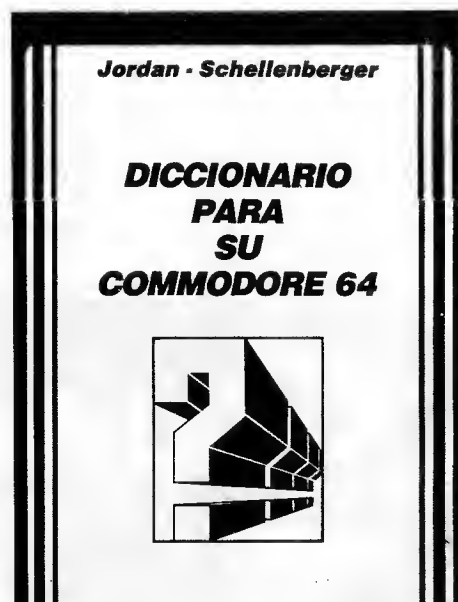 Jordan - Schellenberger
DICCIONARIO
PARA
SU
COMMODORE 64